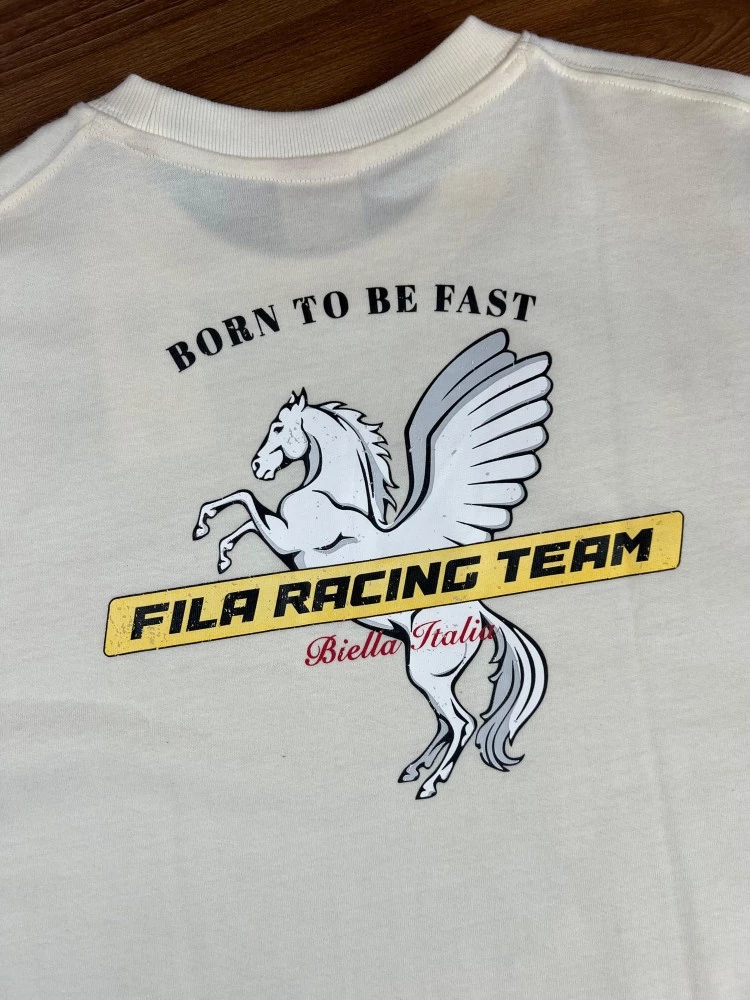 BORN TO BE FAST
FILA RACING TEAM
Biella Italia